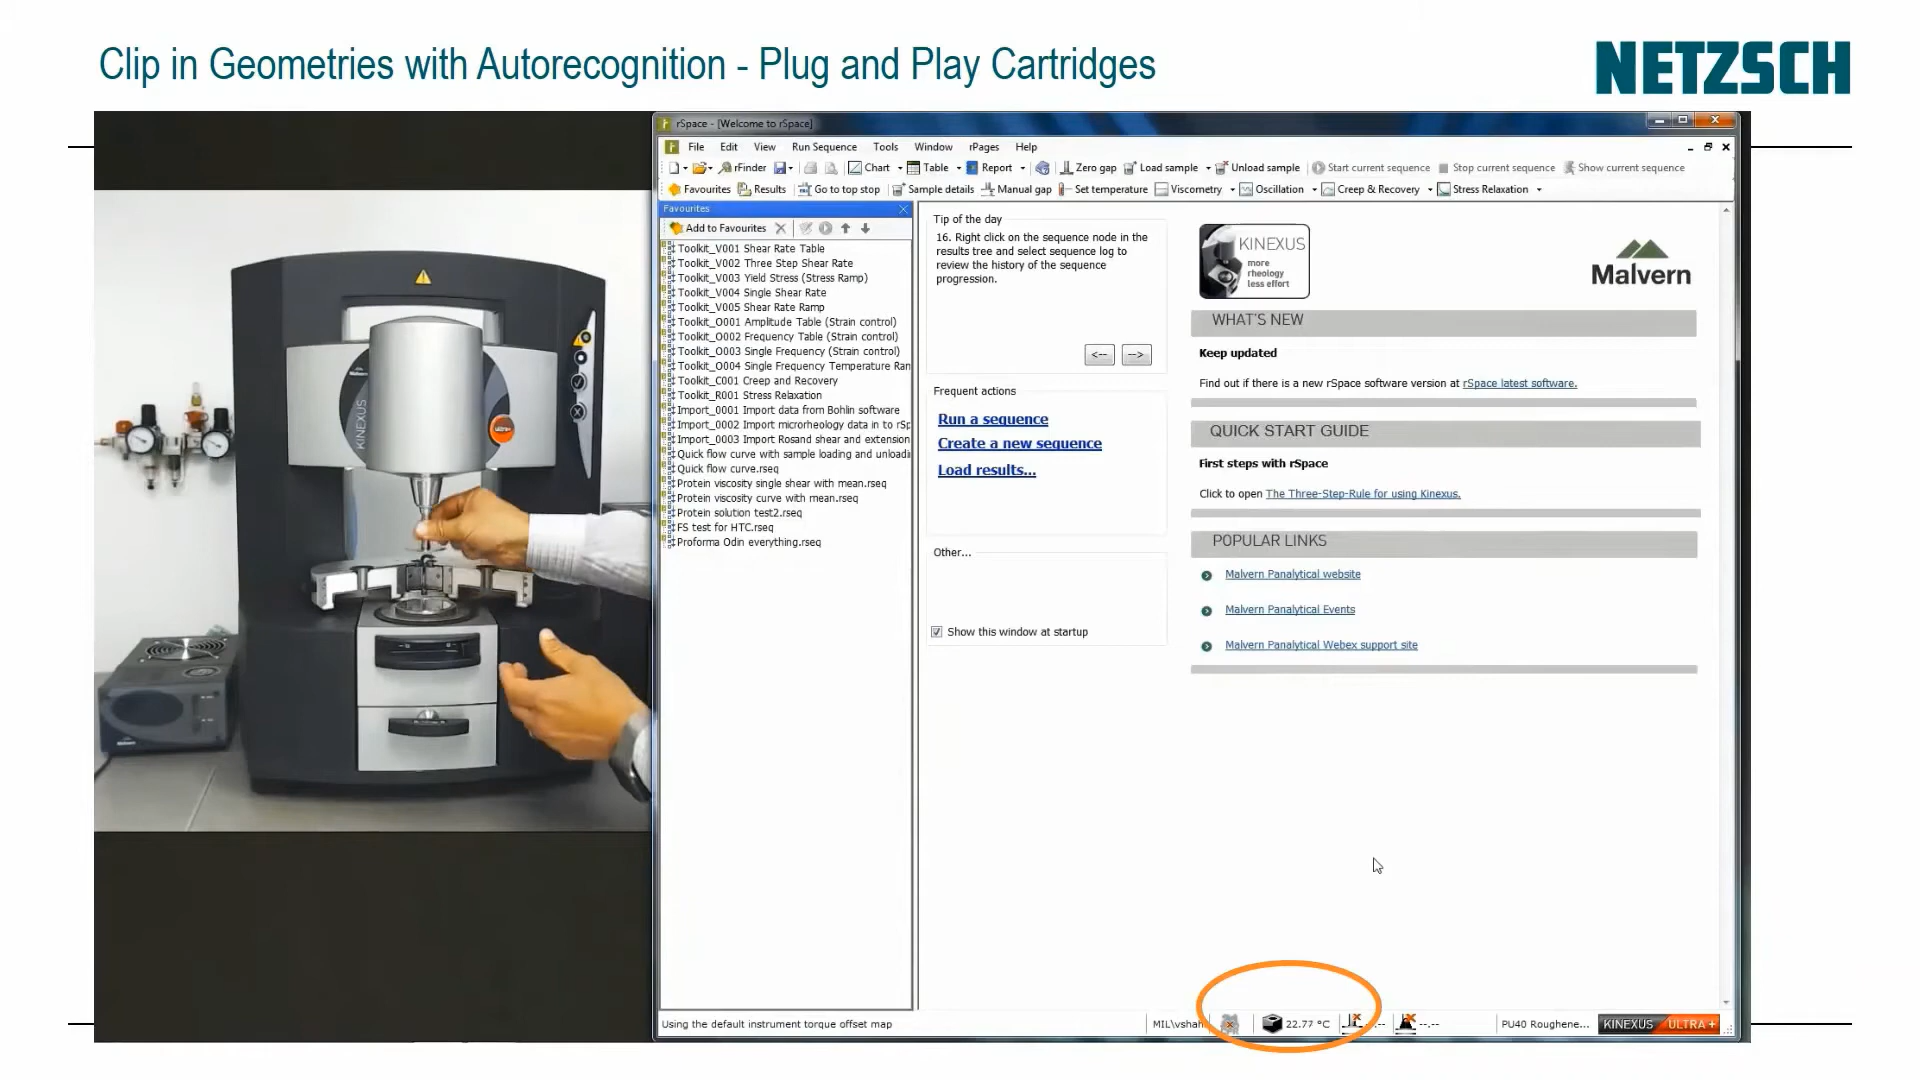 Clip in Geometries with Autorecognition - Plug and Play Cartridges
NETZSCH
rSpace - [Welcome to rSpace]
File Edit View Run Sequence Tools Window rPages Help
rFinder Chart Table Report Zero gap Load sample Unload sample Start current sequence Stop current sequence Show current sequence
Favourites Results Go to top stop Sample details Manual gap Set temperature Viscometry Oscillation Creep & Recovery Stress Relaxation
Favourites
Add to Favourites
Toolkit_V001 Shear Rate Table
Toolkit_V002 Three Step Shear Rate
Toolkit_V003 Yield Stress (Stress Ramp)
Toolkit_V004 Single Shear Rate
Toolkit_V005 Shear Rate Ramp
Toolkit_O001 Amplitude Table (Strain control)
Toolkit_O002 Frequency Table (Strain control)
Toolkit_O003 Single Frequency (Strain control)
Toolkit_O004 Single Frequency Temperature Ran
Toolkit_C001 Creep and Recovery
Toolkit_R001 Stress Relaxation
Import_0001 Import data from Bohlin software
Import_0002 Import microrheology data in to rSp
Import_0003 Import Rosand shear and extension
Quick flow curve with sample loading and unloadi
Quick flow curve.rseq
Protein viscosity single shear with mean.rseq
Protein viscosity curve with mean.rseq
Protein solution test2.rseq
FS test for HTC.rseq
Proforma Odin everything.rseq
Tip of the day
16. Right click on the sequence node in the
results tree and select sequence log to
review the history of the sequence
progression.
<-- -->
Frequent actions
Run a sequence
Create a new sequence
Load results...
Other...
Show this window at startup
KINEXUS
more
rheology
less effort
Malvern
WHAT'S NEW
Keep updated
Find out if there is a new rSpace software version at rSpace latest software.
QUICK START GUIDE
First steps with rSpace
Click to open The Three-Step-Rule for using Kinexus.
POPULAR LINKS
Malvern Panalytical website
Malvern Panalytical Events
Malvern Panalytical Webex support site
KINEXUS
ultra+
Using the default instrument torque offset map
MIL\vshah
22.77 °C
--.--
PU40 Roughene...
KINEXUS ULTRA +